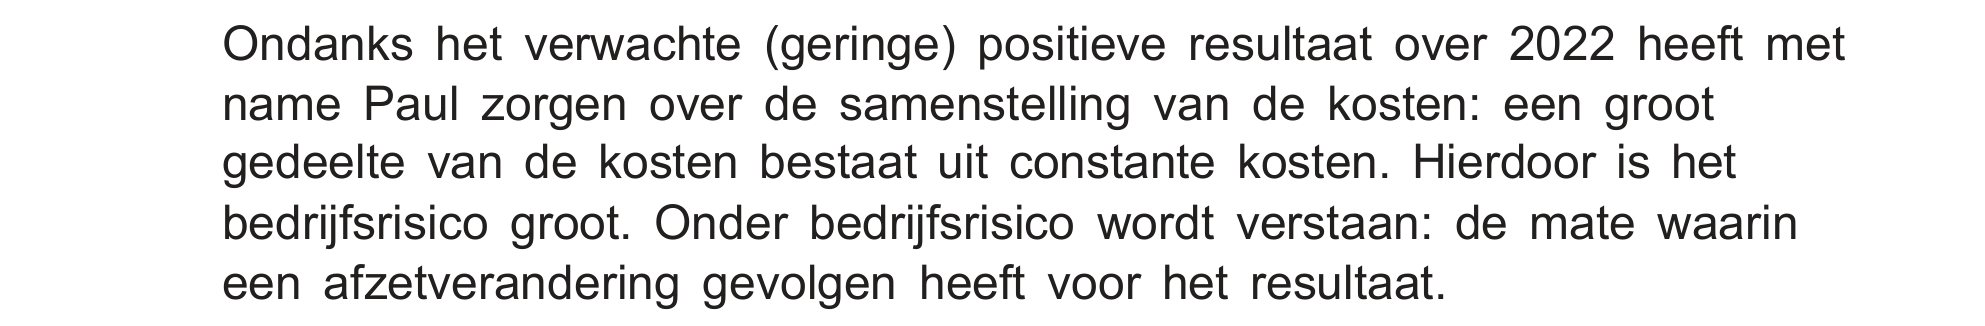 Ondanks het verwachte (geringe) positieve resultaat over 2022 heeft met
name Paul zorgen over de samenstelling van de kosten: een groot
gedeelte van de kosten bestaat uit constante kosten. Hierdoor is het
bedrijfsrisico groot. Onder bedrijfsrisico wordt verstaan: de mate waarin
een afzetverandering gevolgen heeft voor het resultaat.